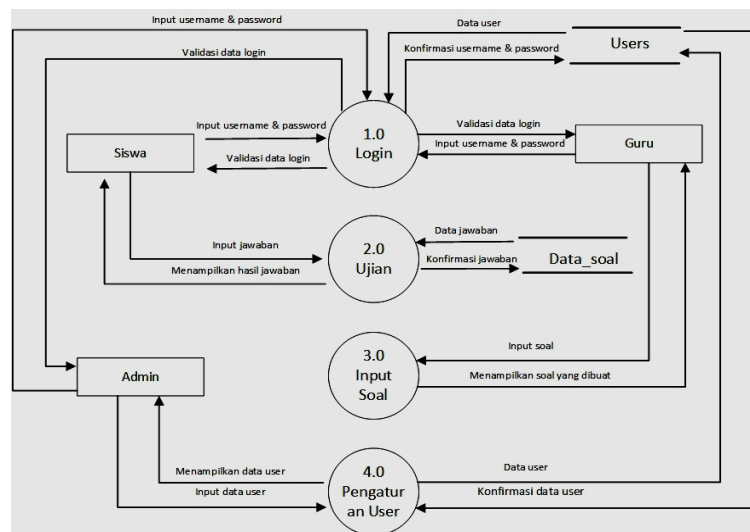 Input username & password
Data user
Users
Validasi data login
Konfirmasi username & password
1.0
Login
Input username & password
Siswa
Validasi data login
Validasi data login
Input username & password
Guru
2.0
Ujian
Input jawaban
Menampilkan hasil jawaban
Data jawaban
Konfirmasi jawaban
Data_soal
3.0
Input
Soal
Input soal
Menampilkan soal yang dibuat
Admin
4.0
Pengatur
an User
Menampilkan data user
Input data user
Data user
Konfirmasi data user